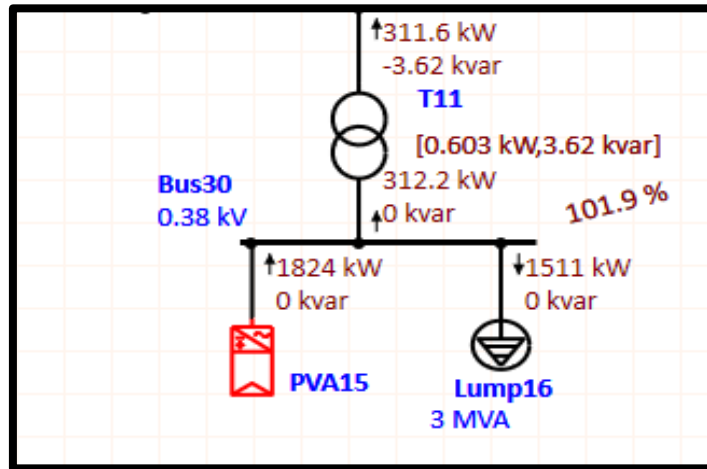 311.6 kW
-3.62 kvar
T11
[0.603 kW,3.62 kvar]
312.2 kW
0 kvar
101.9 %
Bus30
0.38 kV
1824 kW
0 kvar
1511 kW
0 kvar
PVA15
Lump16
3 MVA